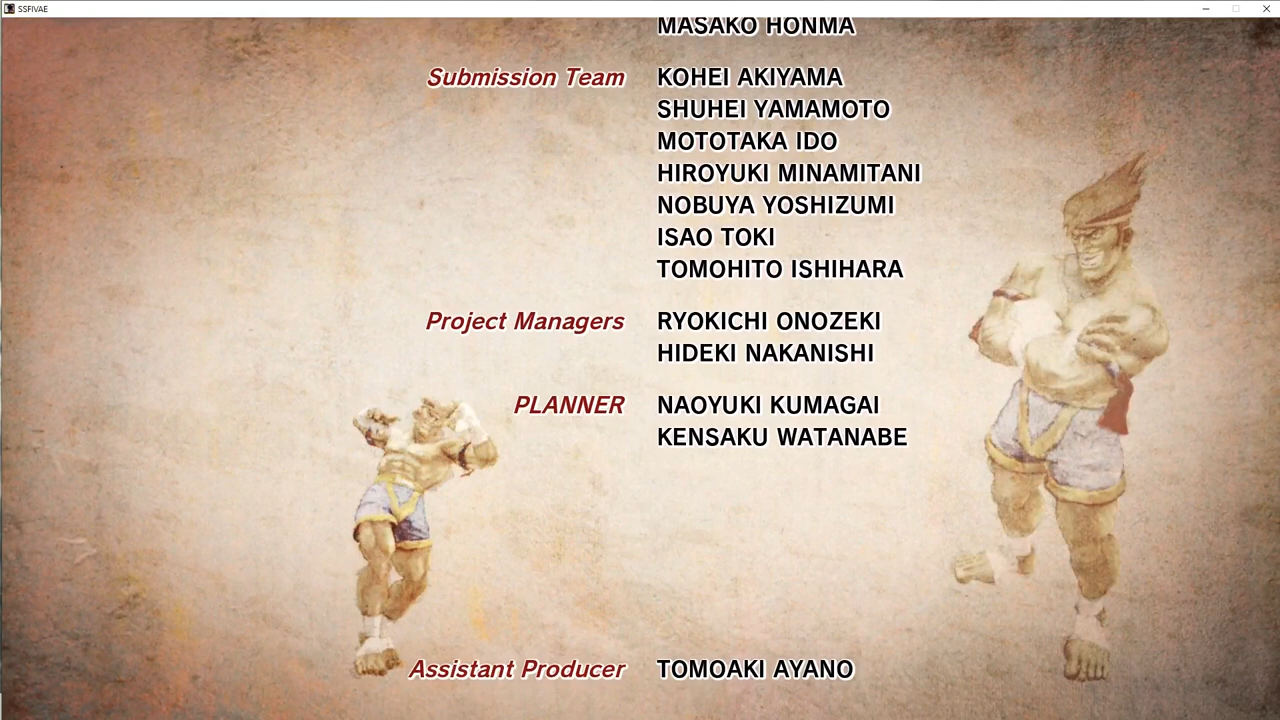 SSFIVAE
MASAKO HONMA
Submission Team KOHEI AKIYAMA
SHUHEI YAMAMOTO
MOTOTAKA IDO
HIROYUKI MINAMITANI
NOBUYA YOSHIZUMI
ISAO TOKI
TOMOHITO ISHIHARA
Project Managers RYOKICHI ONOZEKI
HIDEKI NAKANISHI
PLANNER NAOYUKI KUMAGAI
KENSAKU WATANABE
Assistant Producer TOMOAKI AYANO